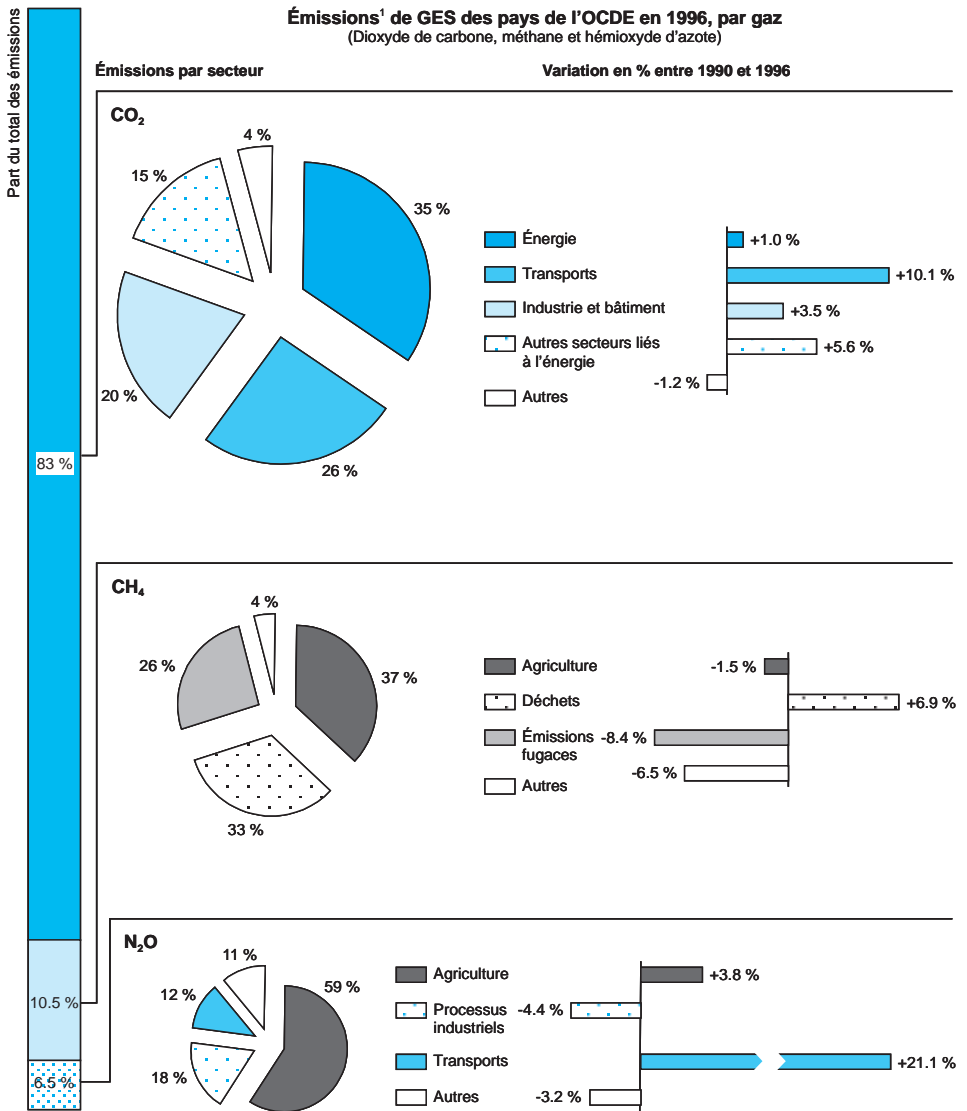 Émissions¹ de GES des pays de l'OCDE en 1996, par gaz
(Dioxyde de carbone, méthane et hémioxyde d'azote)
Part du total des émissions
Émissions par secteur
Variation en % entre 1990 et 1996
83 %
10.5 %
6.5 %
CO₂
4 %
15 %
35 %
20 %
26 %
Énergie
+1.0 %
Transports
+10.1 %
Industrie et bâtiment
+3.5 %
Autres secteurs liés
à l'énergie
+5.6 %
Autres
-1.2 %
CH₄
4 %
26 %
37 %
33 %
Agriculture
-1.5 %
Déchets
+6.9 %
Émissions
fugaces
-8.4 %
Autres
-6.5 %
N₂O
11 %
12 %
59 %
18 %
Agriculture
+3.8 %
Processus
industriels
-4.4 %
Transports
+21.1 %
Autres
-3.2 %